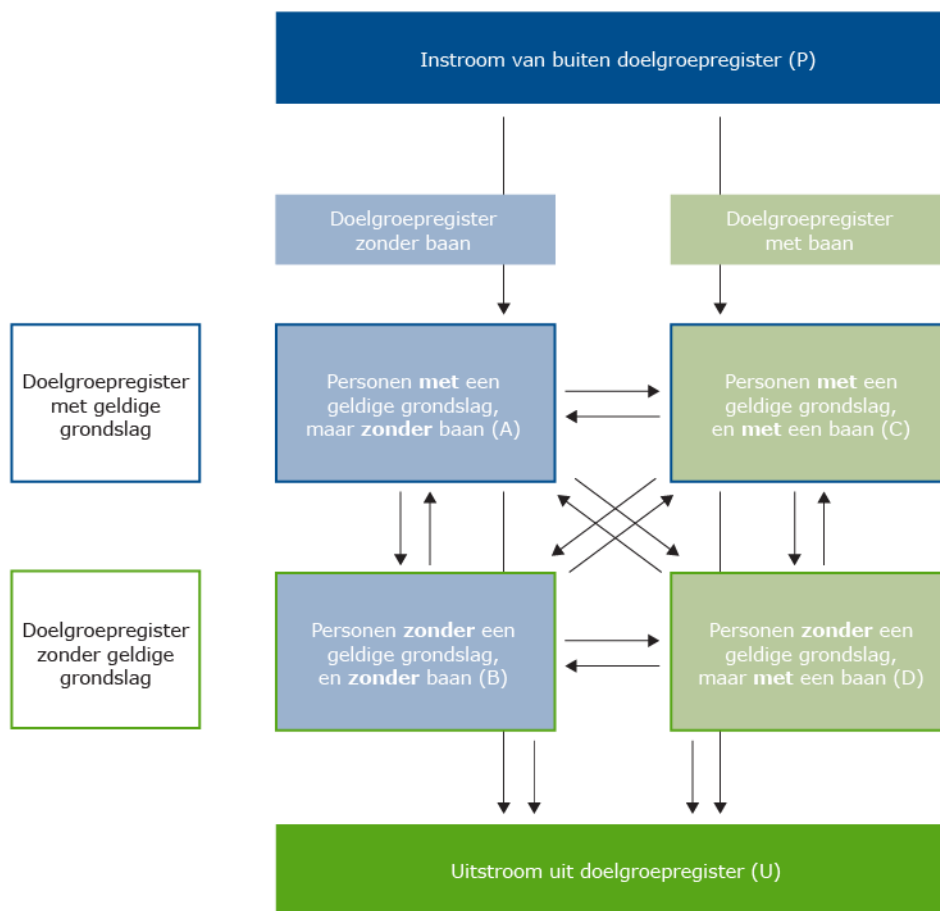 Instroom van buiten doelgroepregister (P)
Doelgroepregister
zonder baan
Doelgroepregister
met baan
Doelgroepregister
met geldige
grondslag
Personen met een
geldige grondslag,
maar zonder baan (A)
Personen met een
geldige grondslag,
en met een baan (C)
Doelgroepregister
zonder geldige
grondslag
Personen zonder een
geldige grondslag,
en zonder baan (B)
Personen zonder een
geldige grondslag,
maar met een baan (D)
Uitstroom uit doelgroepregister (U)